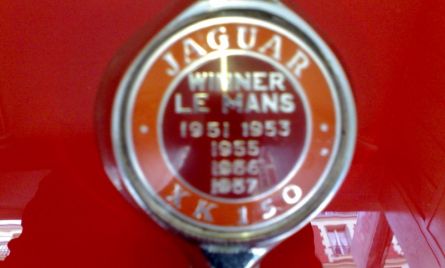 JAGUAR
WINNER
LE MANS
1951 1953
1955
1956
1957
XK 150